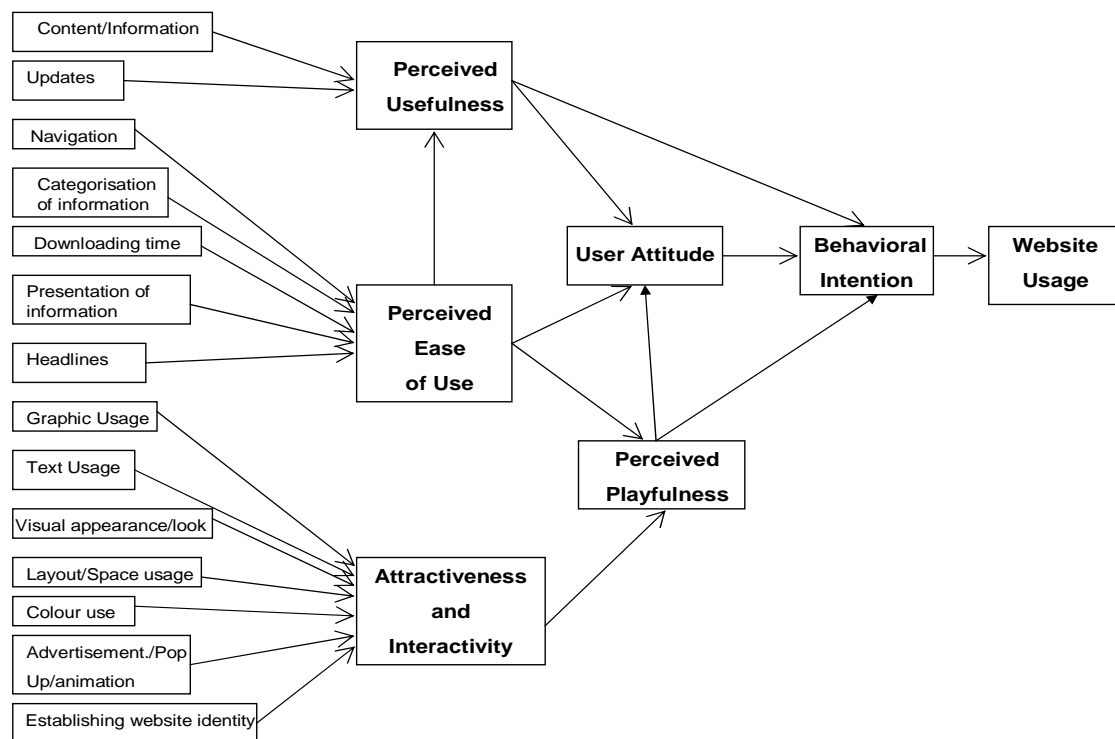 Content/Information
Updates
Navigation
Categorisation
of information
Downloading time
Presentation of
information
Headlines
Graphic Usage
Text Usage
Visual appearance/look
Layout/Space usage
Colour use
Advertisement./Pop
Up/animation
Establishing website identity
Perceived
Usefulness
Perceived
Ease
of Use
Attractiveness
and
Interactivity
User Attitude
Perceived
Playfulness
Behavioral
Intention
Website
Usage